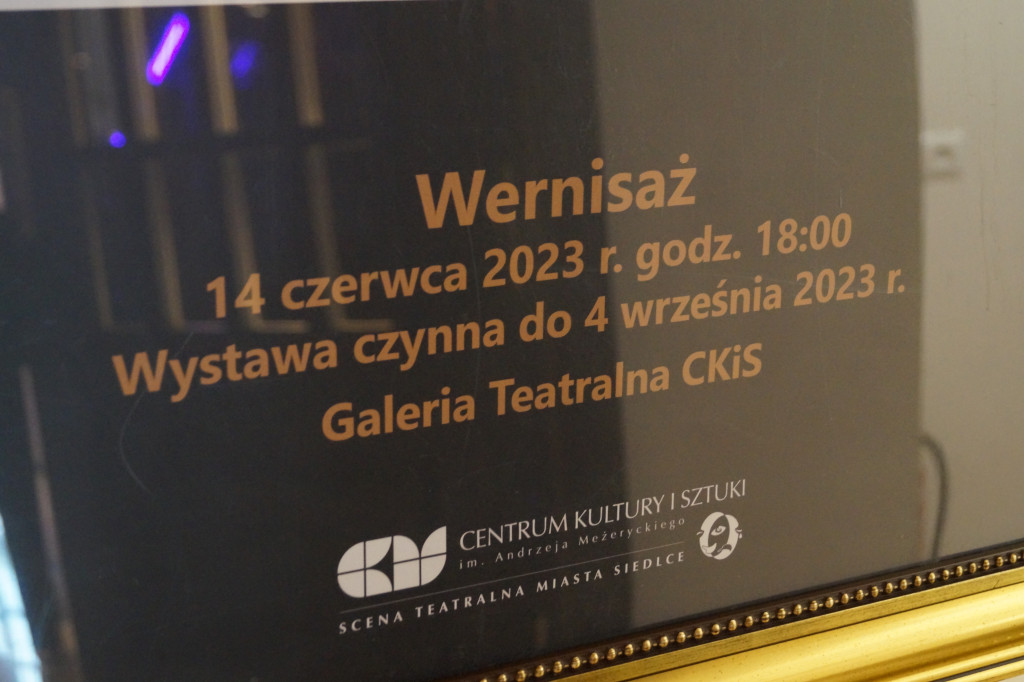 Wernisaż
14 czerwca 2023 r. godz. 18:00
Wystawa czynna do 4 września 2023 r.
Galeria Teatralna CKiS
CENTRUM KULTURY I SZTUKI
im. Andrzeja Meżeryckiego
SCENA TEATRALNA MIASTA SIEDLCE